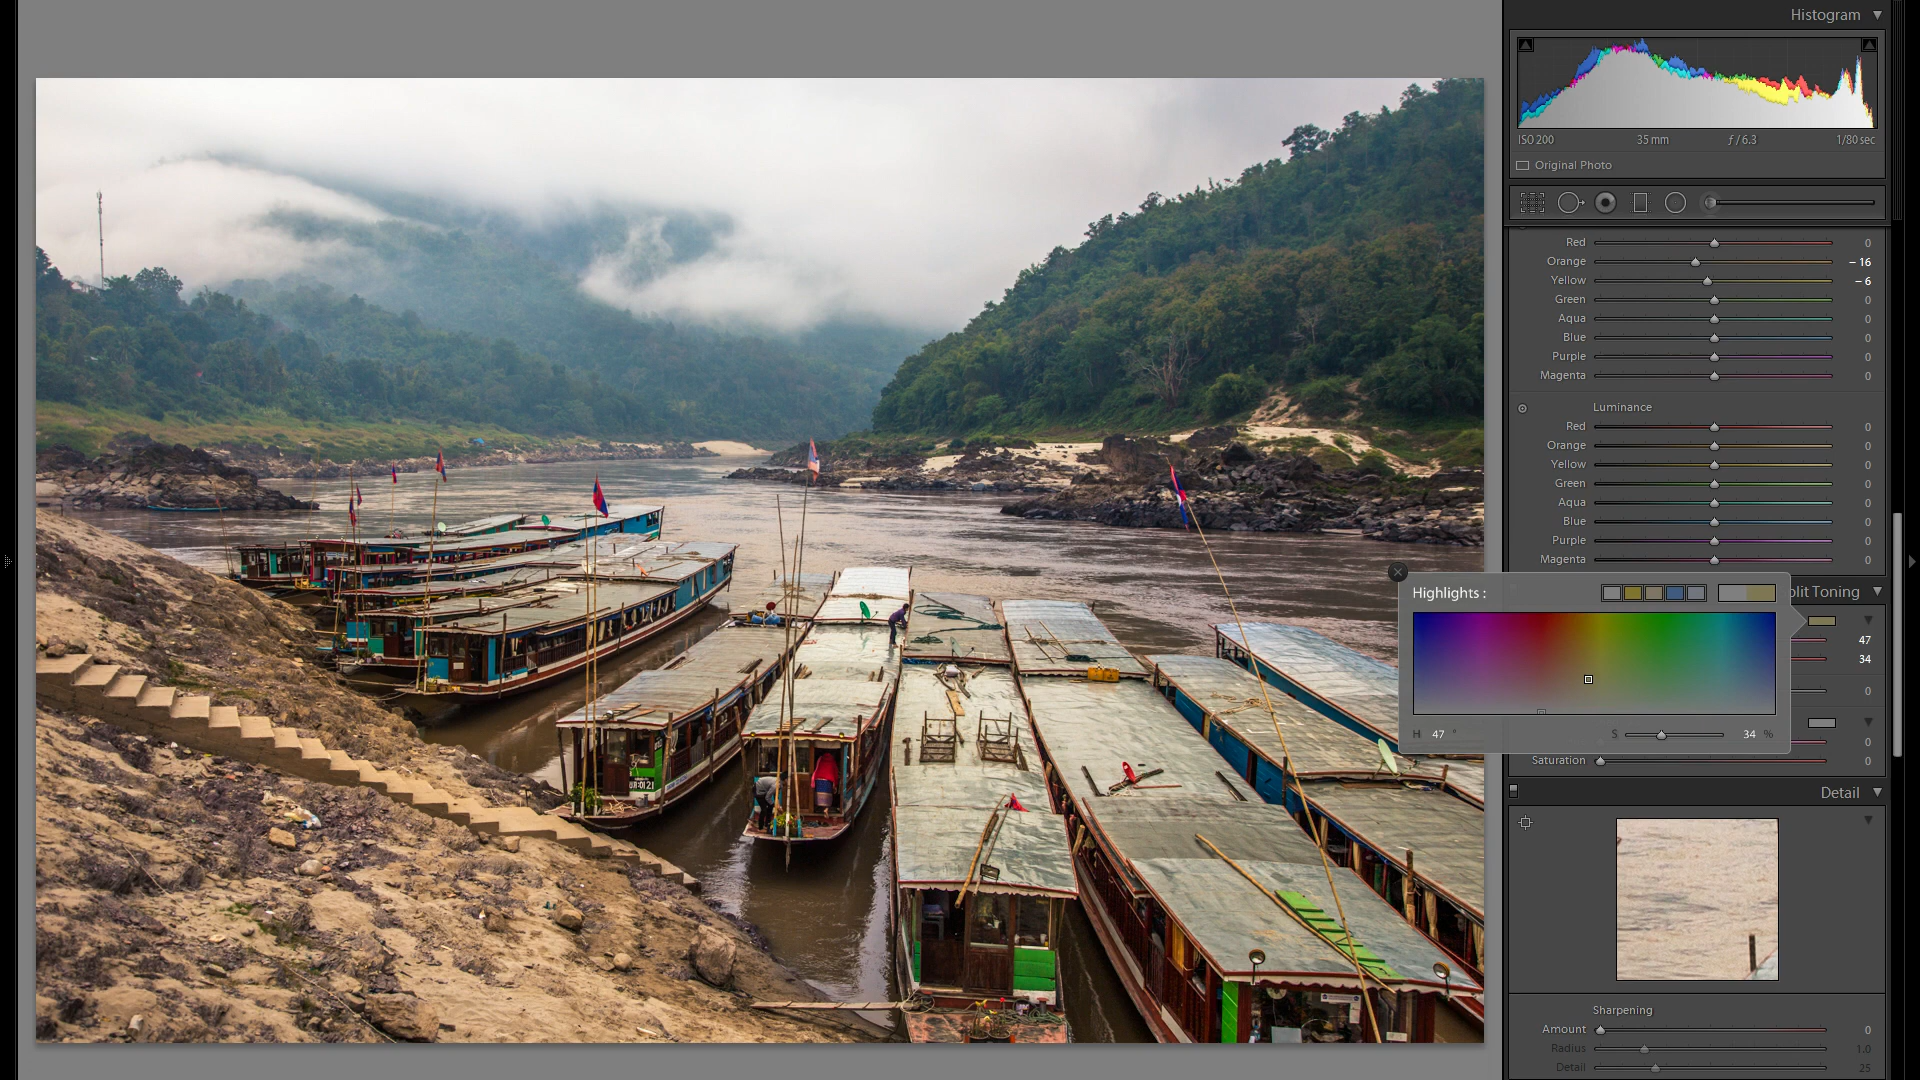 Histogram
ISO 200 35 mm ƒ / 6.3 1/80 sec
Original Photo
Red 0
Orange – 16
Yellow – 6
Green 0
Aqua 0
Blue 0
Purple 0
Magenta 0
Luminance
Red 0
Orange 0
Yellow 0
Green 0
Aqua 0
Blue 0
Purple 0
Magenta 0
plit Toning
Highlights :
47
34
0
H 47 ° S 34 %
0
Saturation 0
Detail
Sharpening
Amount 0
Radius 1.0
Detail 25